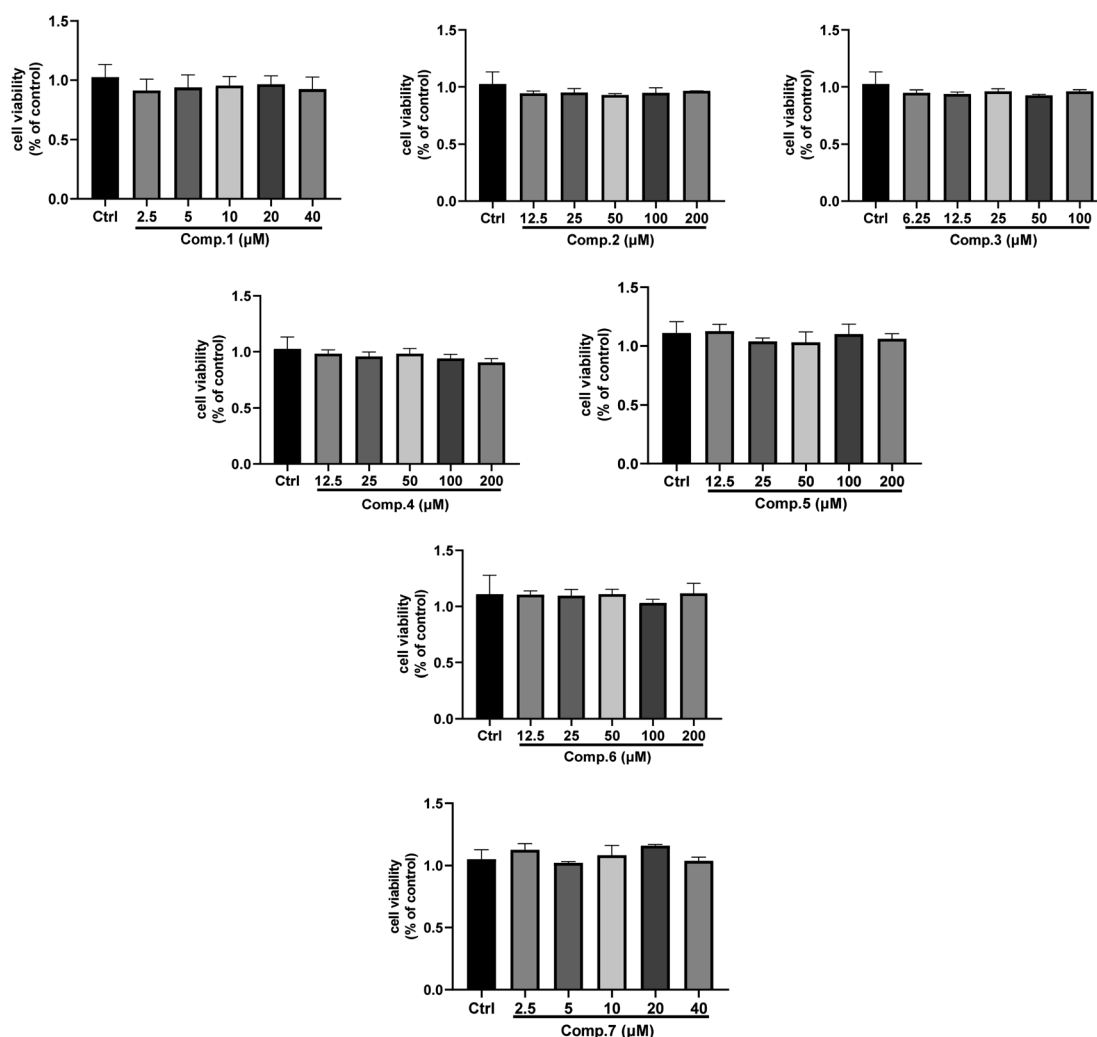 cell viability
(% of control)
1.5
1.0
0.5
0.0
Ctrl 2.5 5 10 20 40
Comp.1 (μM)
cell viability
(% of control)
1.5
1.0
0.5
0.0
Ctrl 12.5 25 50 100 200
Comp.2 (μM)
cell viability
(% of control)
1.5
1.0
0.5
0.0
Ctrl 6.25 12.5 25 50 100
Comp.3 (μM)
cell viability
(% of control)
1.5
1.0
0.5
0.0
Ctrl 12.5 25 50 100 200
Comp.4 (μM)
cell viability
(% of control)
1.5
1.0
0.5
0.0
Ctrl 12.5 25 50 100 200
Comp.5 (μM)
cell viability
(% of control)
1.5
1.0
0.5
0.0
Ctrl 12.5 25 50 100 200
Comp.6 (μM)
cell viability
(% of control)
1.5
1.0
0.5
0.0
Ctrl 2.5 5 10 20 40
Comp.7 (μM)